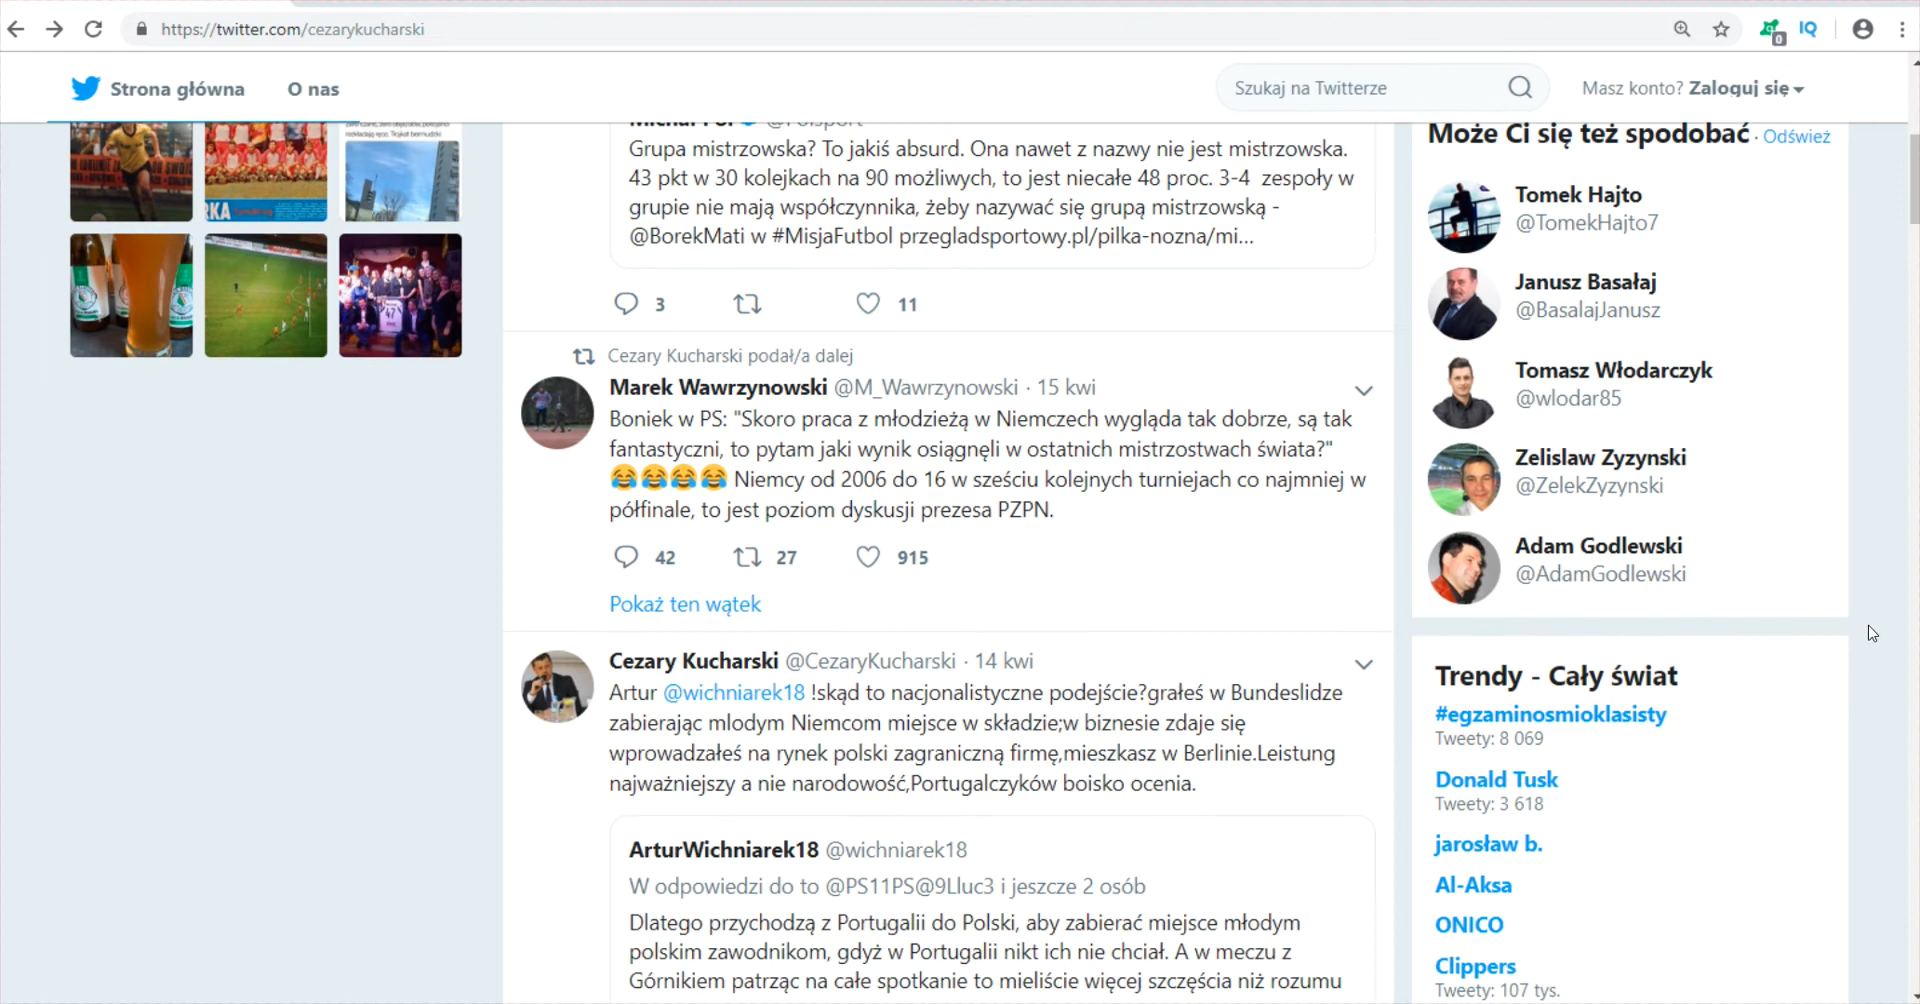 https://twitter.com/cezarykucharski
0
IQ
Strona główna
O nas
Szukaj na Twitterze
Masz konto? Zaloguj się
Grupa mistrzowska? To jakiś absurd. Ona nawet z nazwy nie jest mistrzowska.
43 pkt w 30 kolejkach na 90 możliwych, to jest niecałe 48 proc. 3-4 zespoły w
grupie nie mają współczynnika, żeby nazywać się grupą mistrzowską -
@BorekMati w #MisjaFutbol przegladsportowy.pl/pilka-nozna/mi...
3
11
Cezary Kucharski podał/a dalej
Marek Wawrzynowski @M_Wawrzynowski · 15 kwi
Boniek w PS: "Skoro praca z młodzieżą w Niemczech wygląda tak dobrze, są tak
fantastyczni, to pytam jaki wynik osiągnęli w ostatnich mistrzostwach świata?"
😂😂😂😂 Niemcy od 2006 do 16 w sześciu kolejnych turniejach co najmniej w
półfinale, to jest poziom dyskusji prezesa PZPN.
42
27
915
Pokaż ten wątek
Cezary Kucharski @CezaryKucharski · 14 kwi
Artur @wichniarek18 !skąd to nacjonalistyczne podejście?grałeś w Bundeslidze
zabierając mlodym Niemcom miejsce w składzie;w biznesie zdaje się
wprowadzałeś na rynek polski zagraniczną firmę,mieszkasz w Berlinie.Leistung
najważniejszy a nie narodowość,Portugalczyków boisko ocenia.
ArturWichniarek18 @wichniarek18
W odpowiedzi do to @PS11PS@9Lluc3 i jeszcze 2 osób
Dlatego przychodzą z Portugalii do Polski, aby zabierać miejsce młodym
polskim zawodnikom, gdyż w Portugalii nikt ich nie chciał. A w meczu z
Górnikiem patrząc na całe spotkanie to mieliście więcej szczęścia niż rozumu
Może Ci się też spodobać · Odśwież
Tomek Hajto
@TomekHajto7
Janusz Basałaj
@BasalajJanusz
Tomasz Włodarczyk
@wlodar85
Zelislaw Zyzynski
@ZelekZyzynski
Adam Godlewski
@AdamGodlewski
Trendy - Cały świat
#egzaminosmioklasisty
Tweety: 8 069
Donald Tusk
Tweety: 3 618
jarosław b.
Al-Aksa
ONICO
Clippers
Tweety: 107 tys.